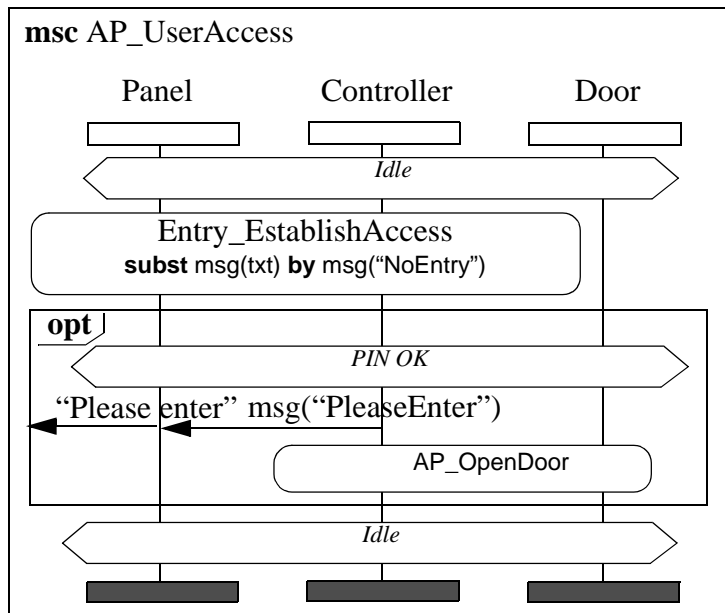 msc AP_UserAccess
Panel Controller Door
Idle
Entry_EstablishAccess
subst msg(txt) by msg(“NoEntry”)
opt
PIN OK
“Please enter” msg(“PleaseEnter”)
AP_OpenDoor
Idle